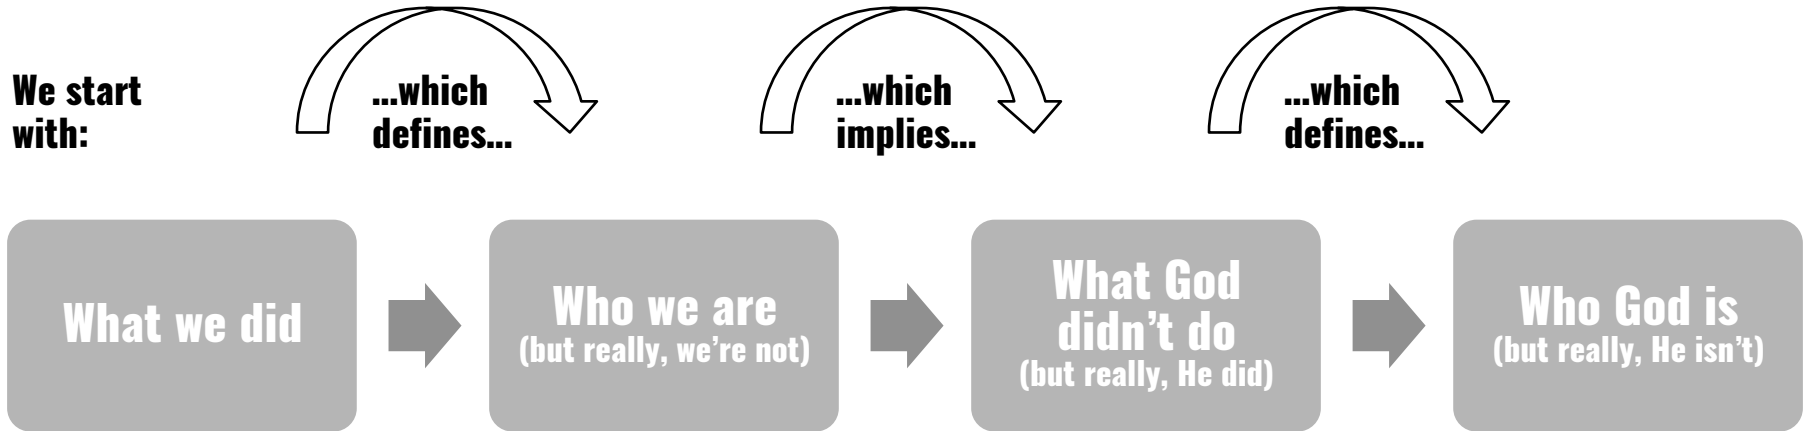 We start
with:
...which
defines...
...which
implies...
...which
defines...
What we did
Who we are
(but really, we’re not)
What God
didn’t do
(but really, He did)
Who God is
(but really, He isn’t)